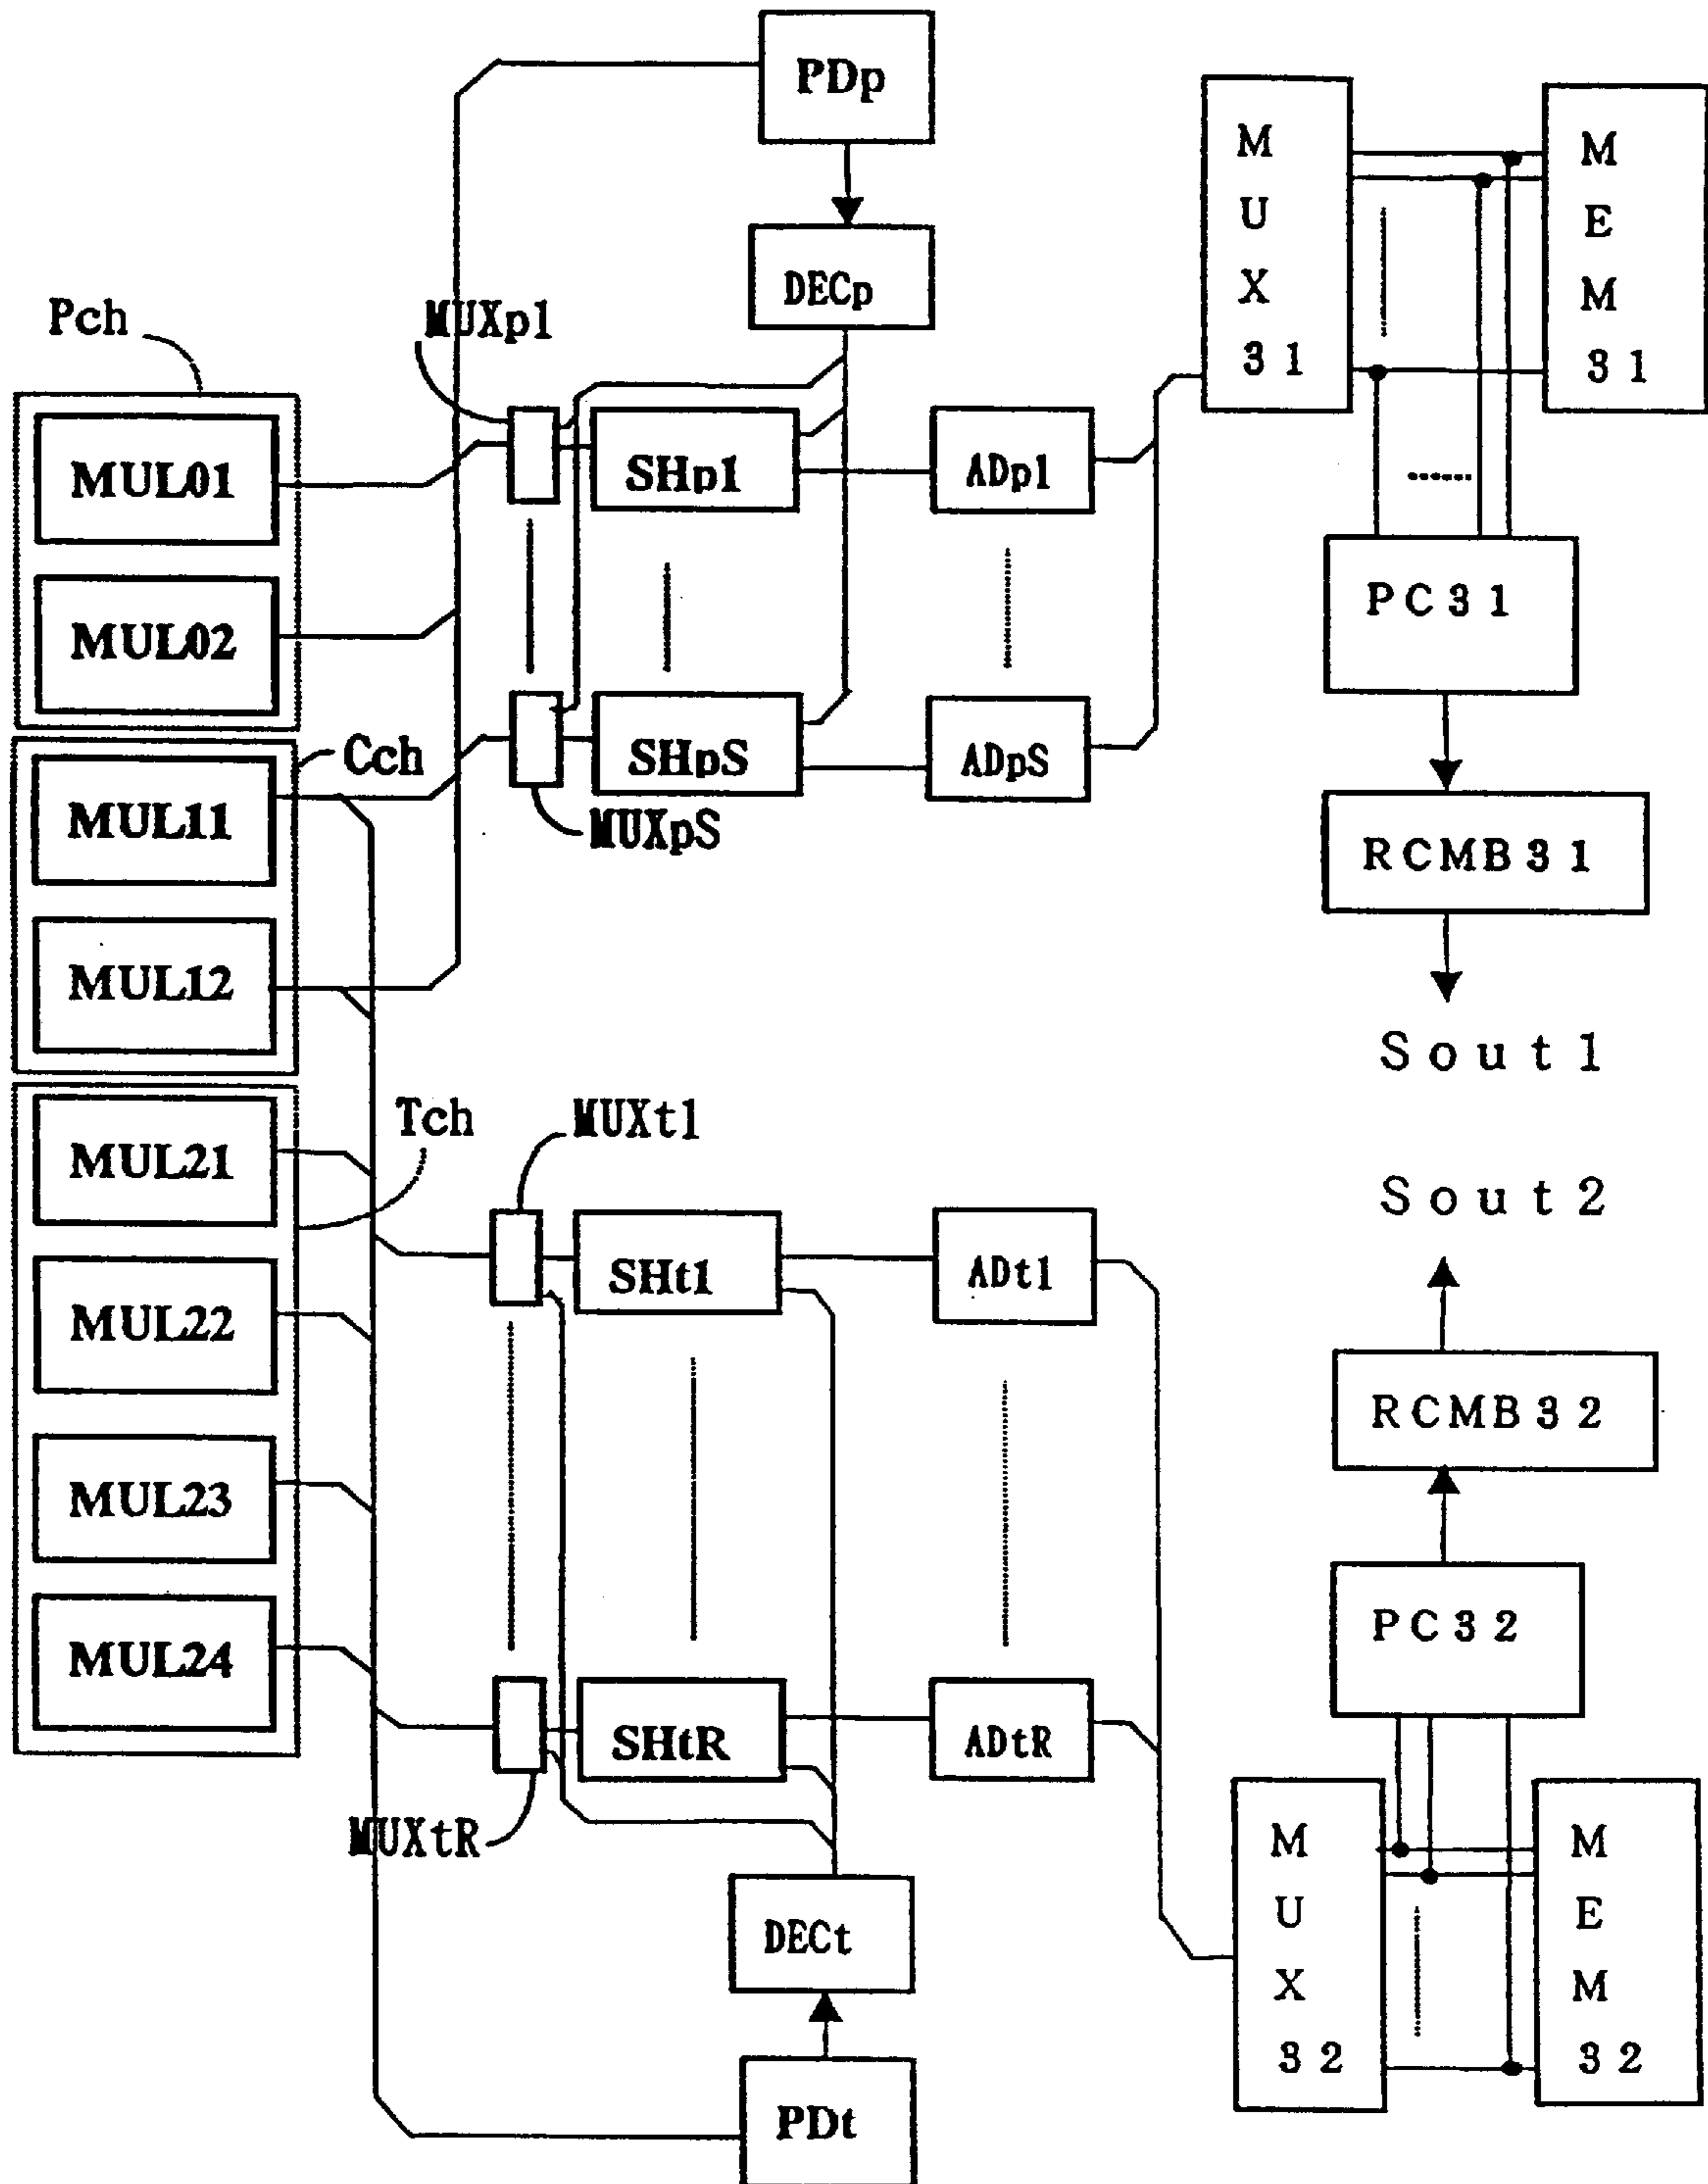 PDp
DECp
MUX31
MEM31
Pch
MUXp1
MUL01
SHp1
ADp1
MUL02
PC31
Cch
MUL11
SHpS
ADpS
MUXpS
RCMB31
MUL12
Sout1
Tch
MUXt1
MUL21
Sout2
SHt1
ADt1
MUL22
RCMB32
MUL23
PC32
MUL24
SHtR
ADtR
MUXtR
MUX32
MEM32
DECt
PDt